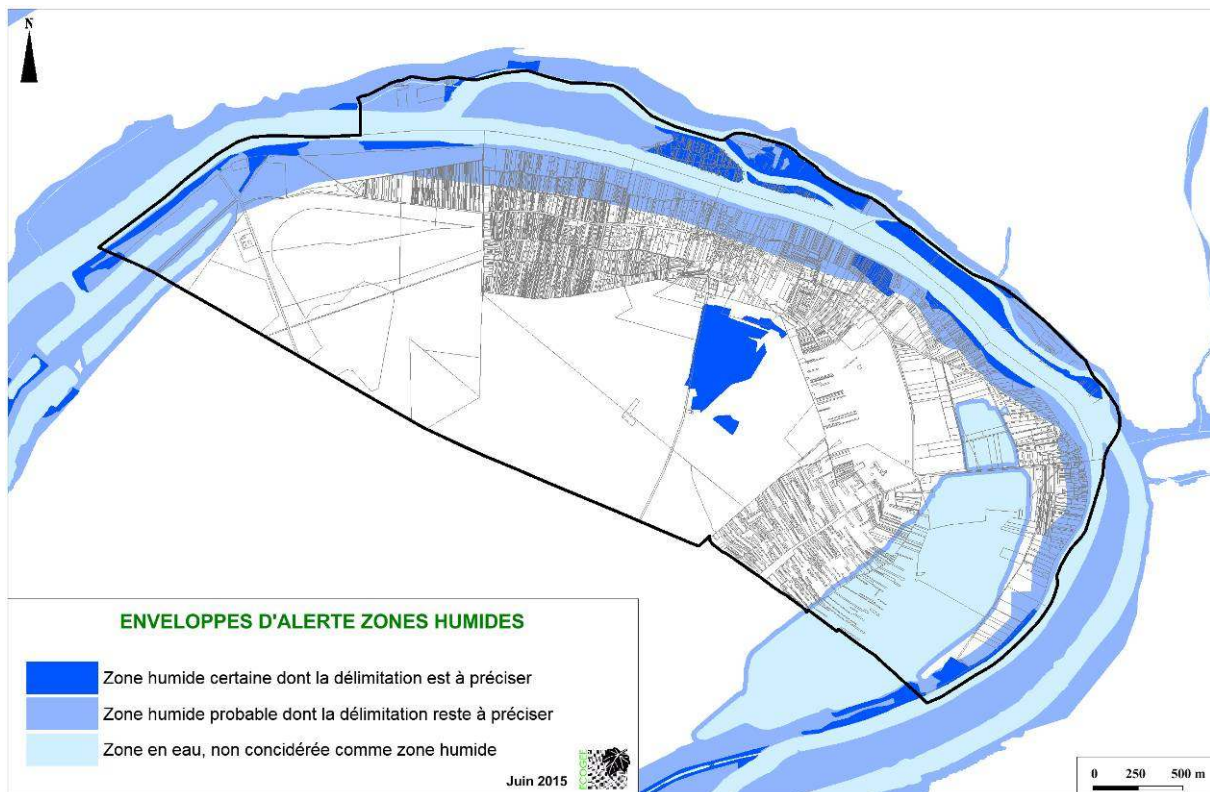 N
ENVELOPPES D'ALERTE ZONES HUMIDES
Zone humide certaine dont la délimitation est à préciser
Zone humide probable dont la délimitation reste à préciser
Zone en eau, non concidérée comme zone humide
Juin 2015
ECOGEE
0 250 500 m